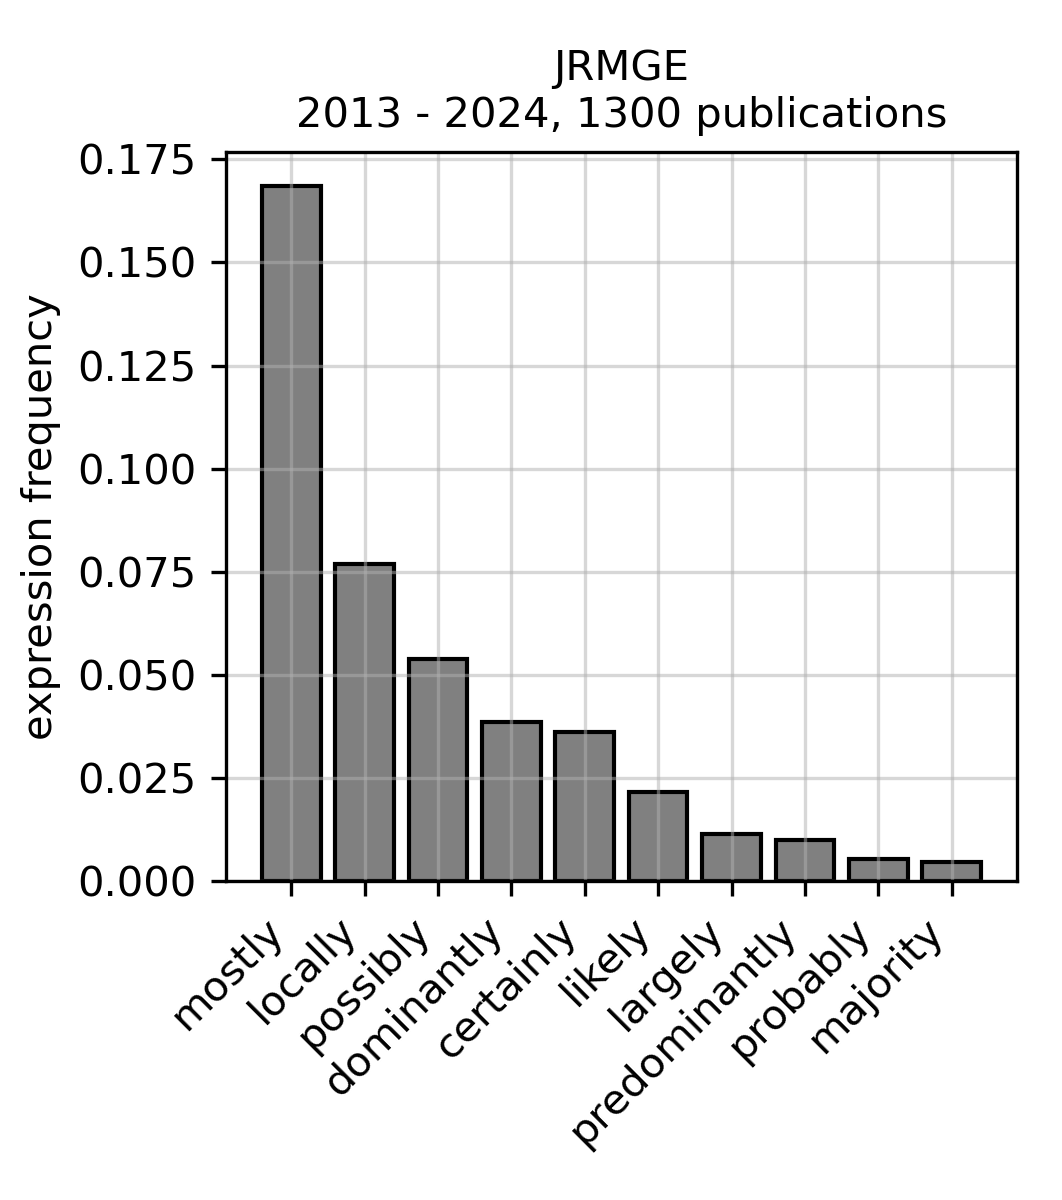 JRMGE
2013 - 2024, 1300 publications
expression frequency
0.175
0.150
0.125
0.100
0.075
0.050
0.025
0.000
mostly
locally
possibly
dominantly
certainly
likely
largely
predominantly
probably
majority